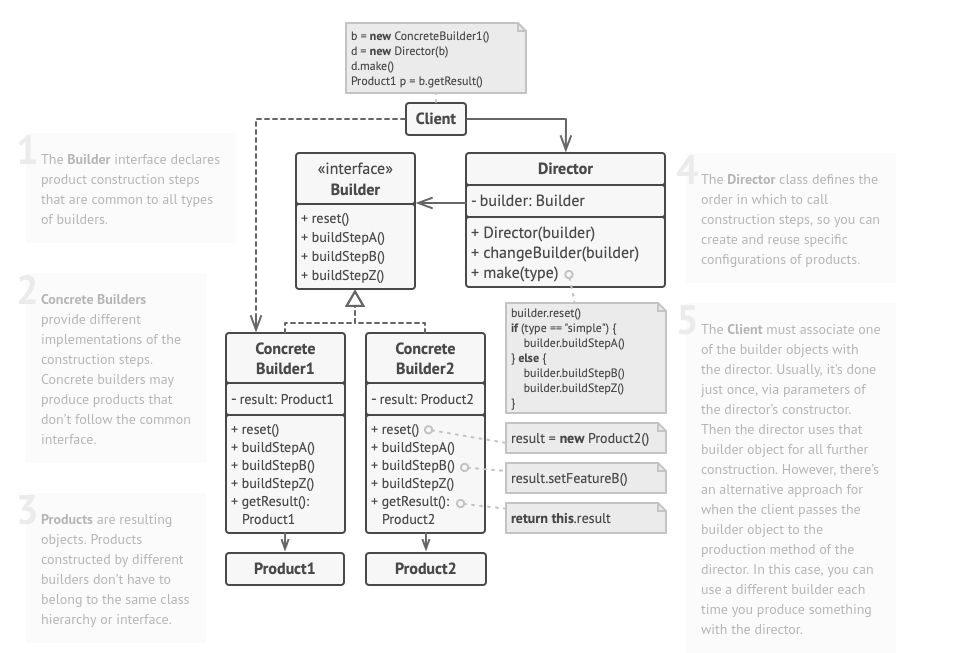 b = new ConcreteBuilder1()
d = new Director(b)
d.make()
Product1 p = b.getResult()
Client
1
The Builder interface declares
product construction steps
that are common to all types
of builders.
«interface»
Builder
+ reset()
+ buildStepA()
+ buildStepB()
+ buildStepZ()
Director
- builder: Builder
+ Director(builder)
+ changeBuilder(builder)
+ make(type)
4
The Director class defines the
order in which to call
construction steps, so you can
create and reuse specific
configurations of products.
2
Concrete Builders
provide different
implementations of the
construction steps.
Concrete builders may
produce products that
don't follow the common
interface.
Concrete
Builder1
- result: Product1
+ reset()
+ buildStepA()
+ buildStepB()
+ buildStepZ()
+ getResult():
Product1
Concrete
Builder2
- result: Product2
+ reset()
+ buildStepA()
+ buildStepB()
+ buildStepZ()
+ getResult():
Product2
builder.reset()
if (type == "simple") {
builder.buildStepA()
} else {
builder.buildStepB()
builder.buildStepZ()
}
result = new Product2()
result.setFeatureB()
return this.result
5
The Client must associate one
of the builder objects with
the director. Usually, it's done
just once, via parameters of
the director's constructor.
Then the director uses that
builder object for all further
construction. However, there's
an alternative approach for
when the client passes the
builder object to the
production method of the
director. In this case, you can
use a different builder each
time you produce something
with the director.
3
Products are resulting
objects. Products
constructed by different
builders don't have to
belong to the same class
hierarchy or interface.
Product1
Product2